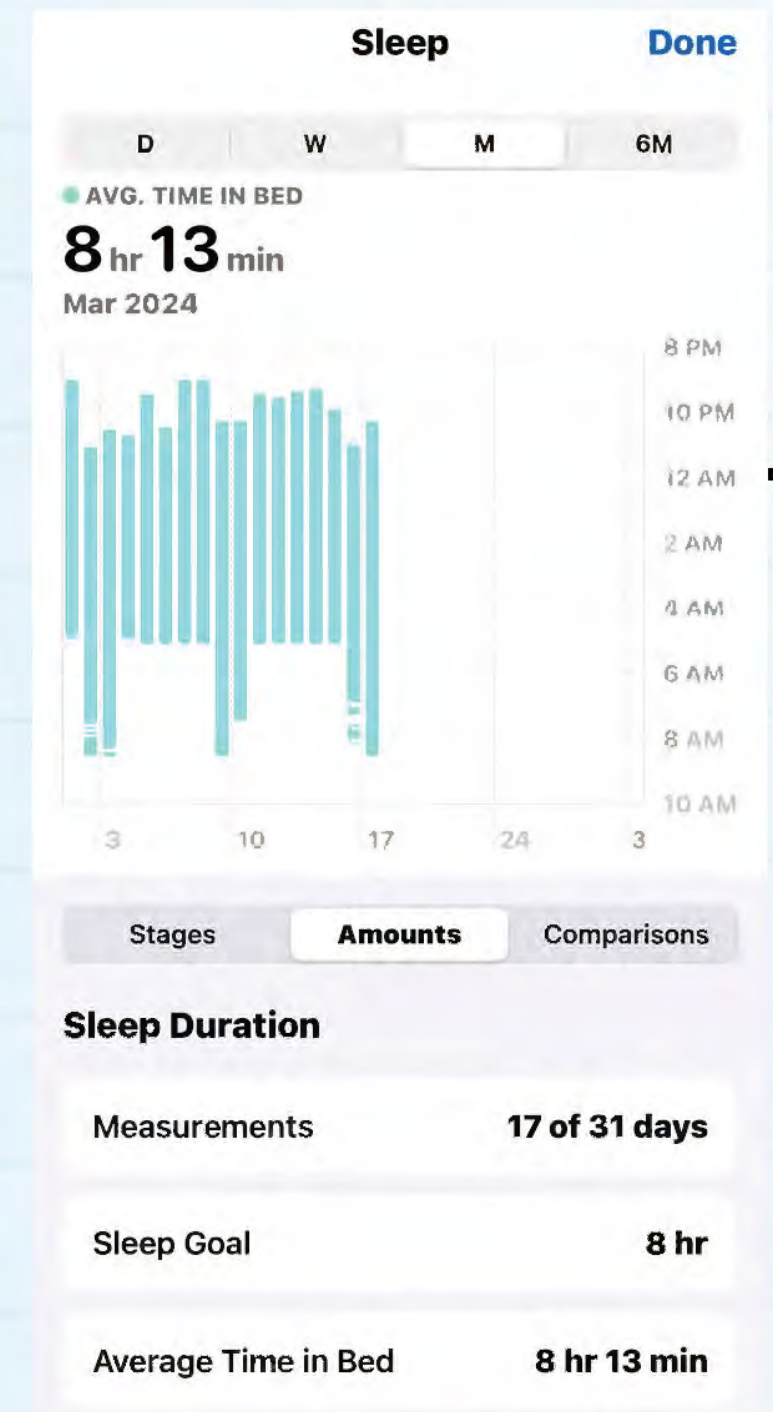 Sleep Done
D W M 6M
AVG. TIME IN BED
8 hr 13 min
Mar 2024
8 PM
10 PM
12 AM
2 AM
4 AM
6 AM
8 AM
10 AM
3 10 17 24 3
Stages Amounts Comparisons
Sleep Duration
Measurements 17 of 31 days
Sleep Goal 8 hr
Average Time in Bed 8 hr 13 min